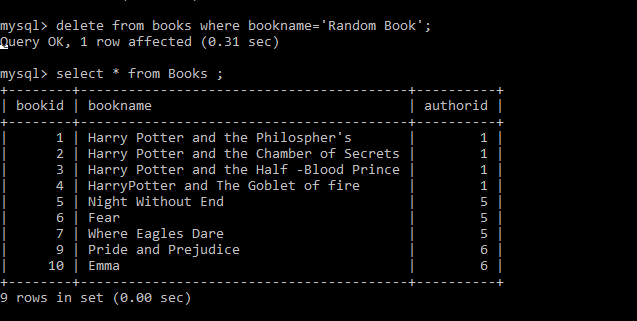 mysql> delete from books where bookname='Random Book';
Query OK, 1 row affected (0.31 sec)
mysql> select * from Books ;
+--------+------------------------------------------+----------+
| bookid | bookname                                 | authorid |
+--------+------------------------------------------+----------+
|      1 | Harry Potter and the Philospher's        |        1 |
|      2 | Harry Potter and the Chamber of Secrets  |        1 |
|      3 | Harry Potter and the Half -Blood Prince  |        1 |
|      4 | HarryPotter and The Goblet of fire       |        1 |
|      5 | Night Without End                        |        5 |
|      6 | Fear                                     |        5 |
|      7 | Where Eagles Dare                        |        5 |
|      9 | Pride and Prejudice                      |        6 |
|     10 | Emma                                     |        6 |
+--------+------------------------------------------+----------+
9 rows in set (0.00 sec)